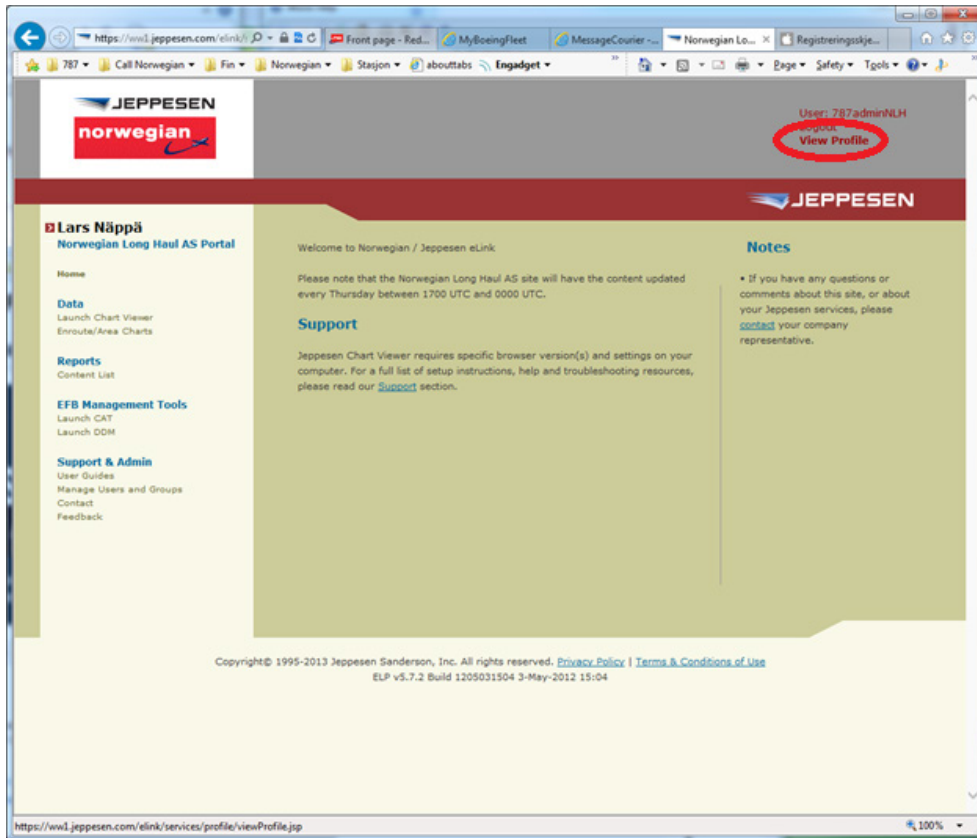 https://ww1.jeppesen.com/elink/
Front page - Red...
MyBoeingFleet
MessageCourier -...
Norwegian Lo...
Registreringsskje...
787
Call Norwegian
Fin
Norwegian
Stasjon
abouttabs
Engadget
Page
Safety
Tools
JEPPESEN
norwegian
User: 787adminNLH
Logout
View Profile
JEPPESEN
Lars Näppä
Norwegian Long Haul AS Portal
Home
Data
Launch Chart Viewer
Enroute/Area Charts
Reports
Content List
EFB Management Tools
Launch CAT
Launch DDM
Support & Admin
User Guides
Manage Users and Groups
Contact
Feedback
Welcome to Norwegian / Jeppesen eLink
Please note that the Norwegian Long Haul AS site will have the content updated
every Thursday between 1700 UTC and 0000 UTC.
Support
Jeppesen Chart Viewer requires specific browser version(s) and settings on your
computer. For a full list of setup instructions, help and troubleshooting resources,
please read our Support section.
Notes
• If you have any questions or
comments about this site, or about
your Jeppesen services, please
contact your company
representative.
Copyright© 1995-2013 Jeppesen Sanderson, Inc. All rights reserved. Privacy Policy | Terms & Conditions of Use
ELP v5.7.2 Build 1205031504 3-May-2012 15:04
https://ww1.jeppesen.com/elink/services/profile/viewProfile.jsp
100%